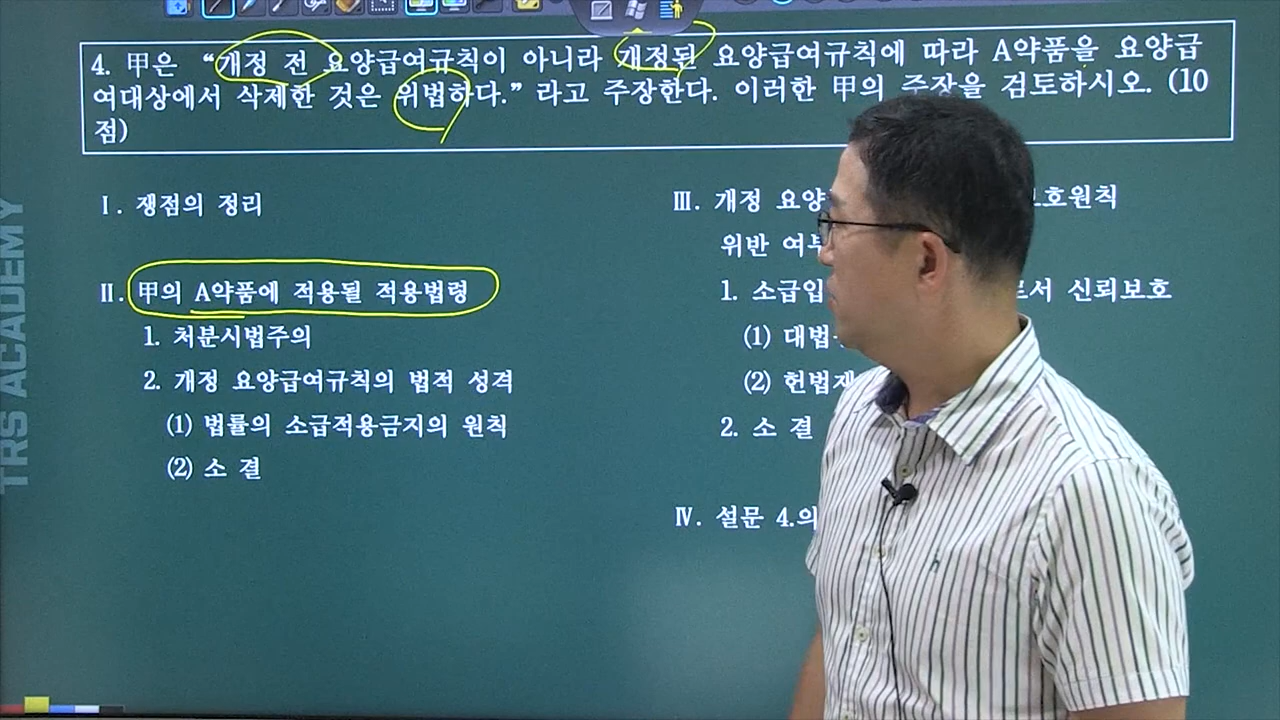 4. 甲은 “개정 전 요양급여규칙이 아니라 개정된 요양급여규칙에 따라 A약품을 요양급
여대상에서 삭제한 것은 위법하다.” 라고 주장한다. 이러한 甲의 주장을 검토하시오. (10
점)
Ⅰ. 쟁점의 정리
Ⅱ. 甲의 A약품에 적용될 적용법령
1. 처분시법주의
2. 개정 요양급여규칙의 법적 성격
(1) 법률의 소급적용금지의 원칙
(2) 소 결
Ⅲ. 개정 요양
위반 여부
1. 소급입 신뢰보호
(1) 대법
(2) 헌법재
2. 소 결
Ⅳ. 설문 4.의
TRS ACADEMY